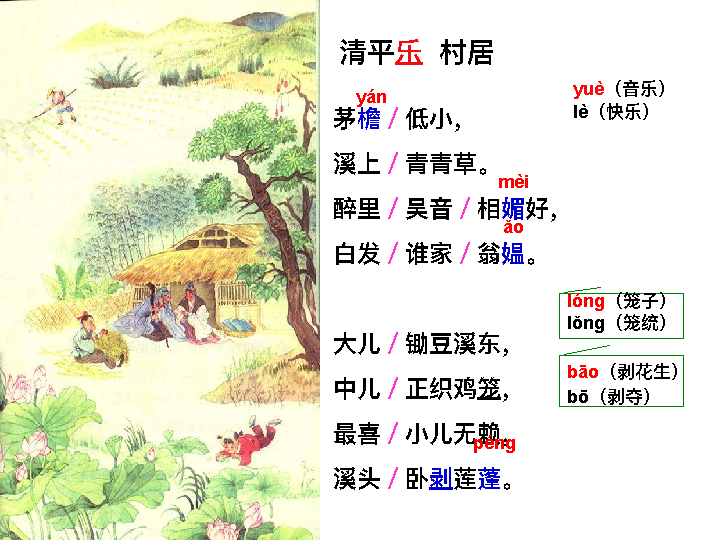 清平乐 村居
yuè（音乐）
lè（快乐）
yán
茅檐 / 低小，
溪上 / 青青草。
mèi
醉里 / 吴音 / 相媚好，
ǎo
白发 / 谁家 / 翁媪。
lóng（笼子）
lǒng（笼统）
大儿 / 锄豆溪东，
bāo（剥花生）
bō（剥夺）
中儿 / 正织鸡笼，
最喜 / 小儿无赖，
péng
溪头 / 卧剥莲蓬。